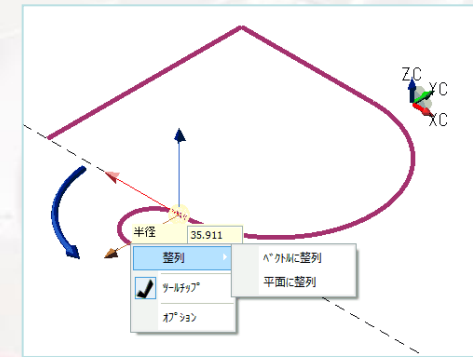 ZC
YC
XC
半径 35.911
整列
ﾍﾞｸﾄﾙに整列
平面に整列
ﾂｰﾙﾁｯﾌﾟ
ｵﾌﾟｼｮﾝ